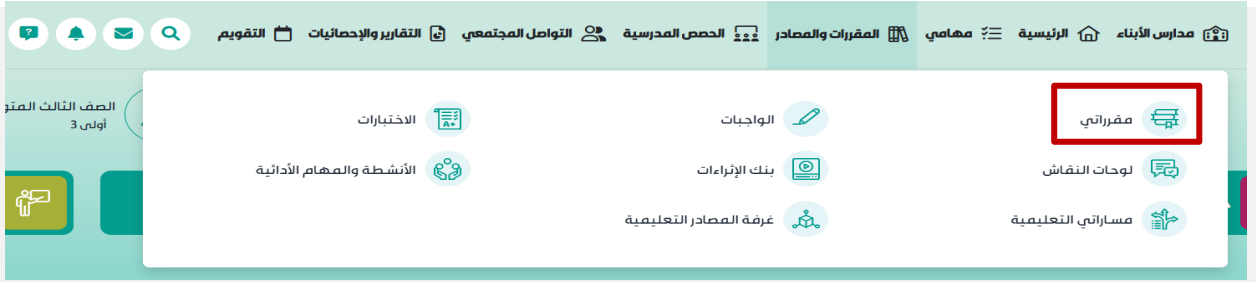 مدارس الأبناء الرئيسية مهامي المقررات والمصادر الحصص المدرسية التواصل المجتمعي التقارير والإحصائيات التقويم
مقرراتي الواجبات الاختبارات
لوحات النقاش بنك الإثراءات الأنشطة والمهام الأدائية
مساراتي التعليمية غرفة المصادر التعليمية
الصف الثالث
أولى 3